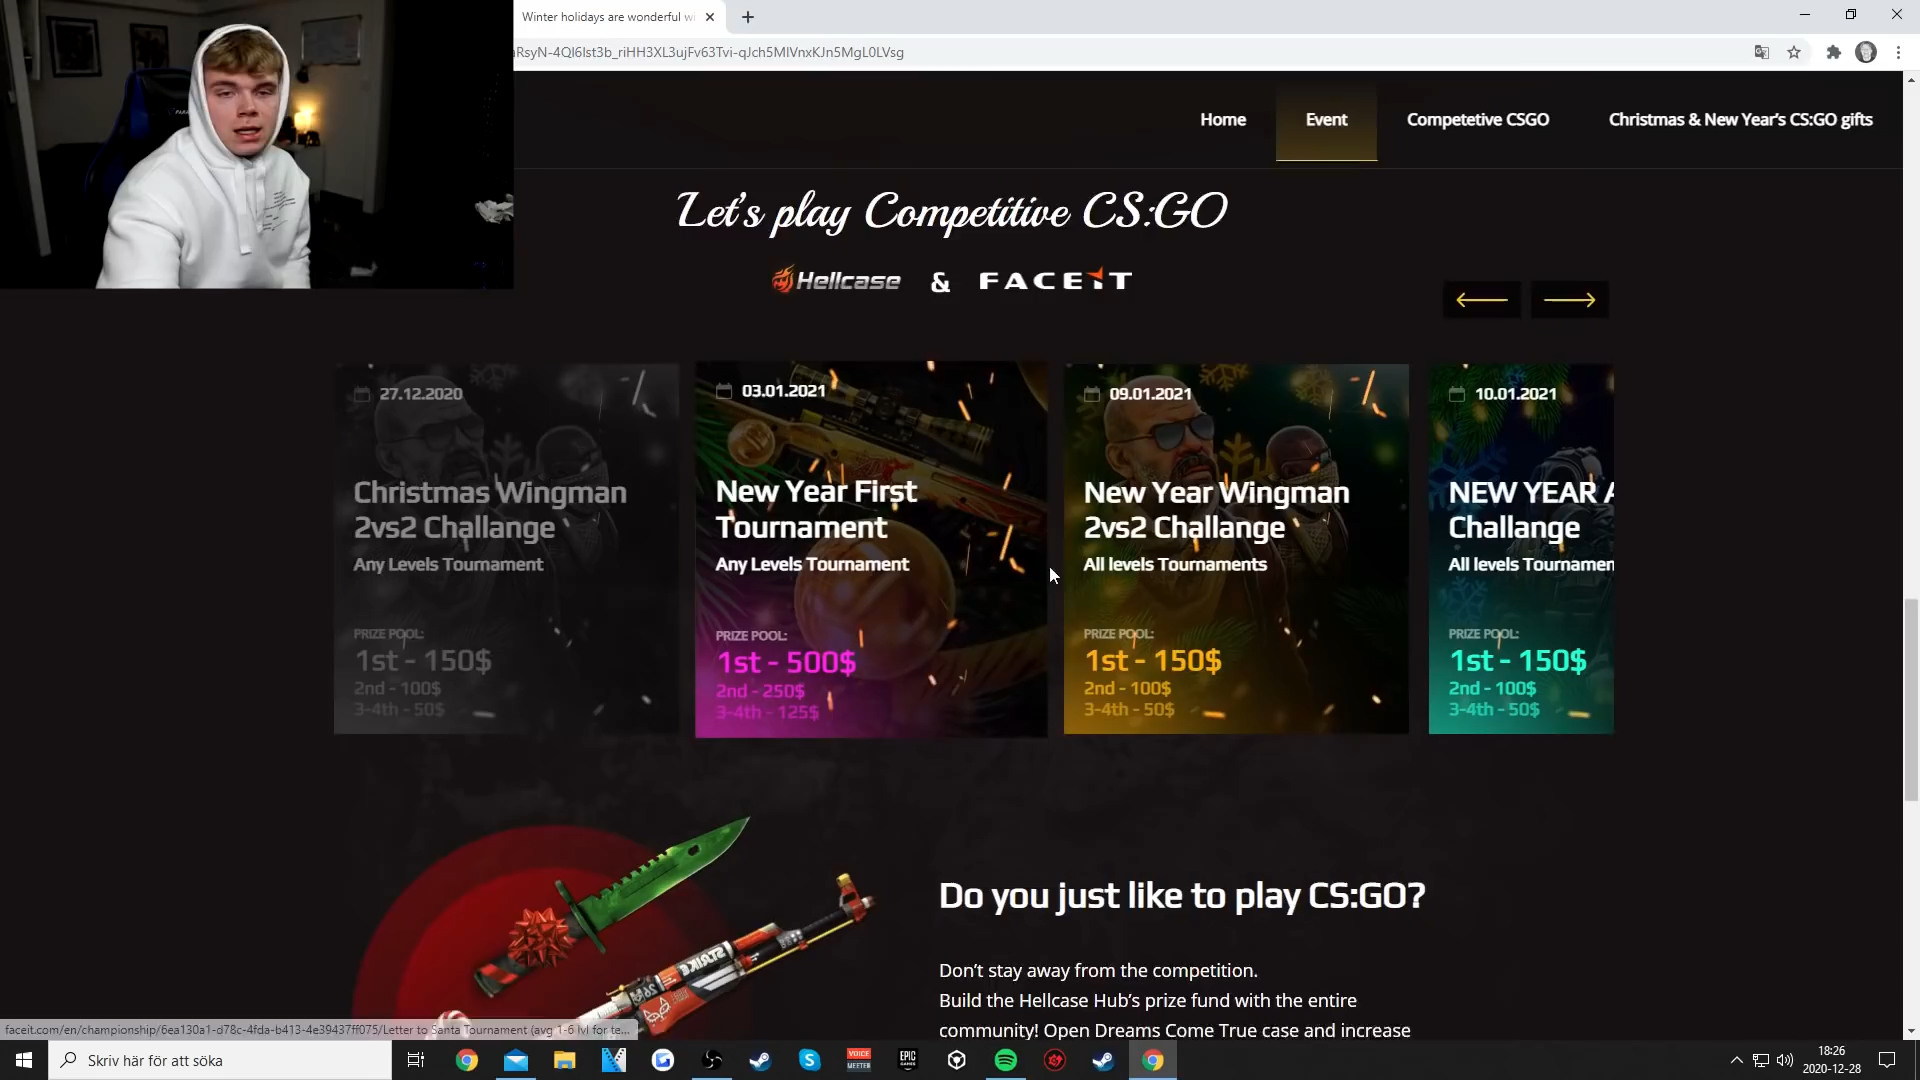 Winter holidays are wonderful w
RsyN-4QI6Ist3b_riHH3XL3ujFv63Tvi-qJch5MIVnxKJn5MgL0LVsg
Home Event Competetive CSGO Christmas & New Year's CS:GO gifts
Let's play Competitive CS:GO
Hellcase & FACEIT
27.12.2020
Christmas Wingman
2vs2 Challange
Any Levels Tournament
PRIZE POOL:
1st - 150$
2nd - 100$
3-4th - 50$
03.01.2021
New Year First
Tournament
Any Levels Tournament
PRIZE POOL:
1st - 500$
2nd - 250$
3-4th - 125$
09.01.2021
New Year Wingman
2vs2 Challange
All levels Tournaments
PRIZE POOL:
1st - 150$
2nd - 100$
3-4th - 50$
10.01.2021
NEW YEAR A
Challange
All levels Tournamen
PRIZE POOL:
1st - 150$
2nd - 100$
3-4th - 50$
STRIKE
Do you just like to play CS:GO?
Don't stay away from the competition.
Build the Hellcase Hub's prize fund with the entire
community! Open Dreams Come True case and increase
faceit.com/en/championship/6ea130a1-d78c-4fda-b413-4e39437ff075/Letter to Santa Tournament (avg 1-6 lvl for te...
Skriv här för att söka
VOICE
MEETER
EPIC
GAMES
18:26
2020-12-28